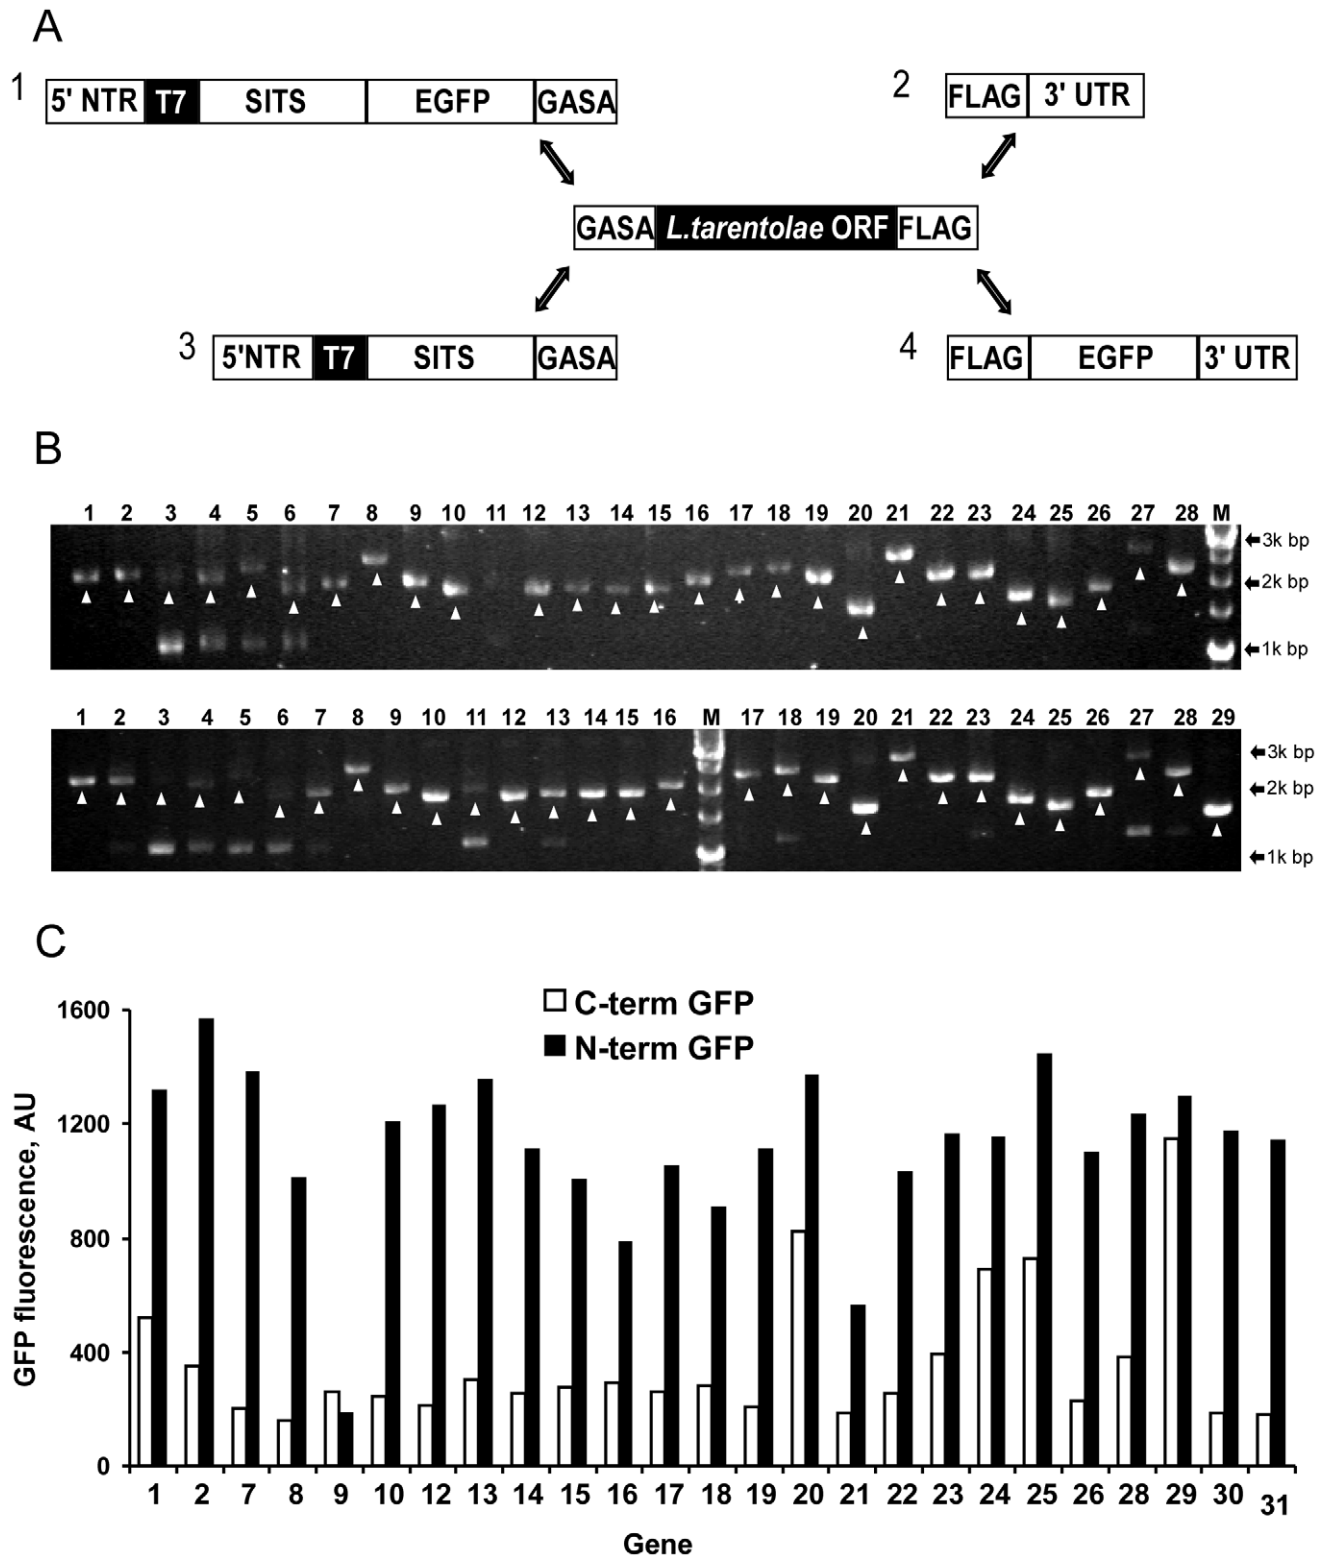 A
1 5' NTR T7 SITS EGFP GASA
2 FLAG 3' UTR
GASA L.tarentolae ORF FLAG
3 5'NTR T7 SITS GASA
4 FLAG EGFP 3' UTR
B
1 2 3 4 5 6 7 8 9 10 11 12 13 14 15 16 17 18 19 20 21 22 23 24 25 26 27 28 M
3k bp
2k bp
1k bp
1 2 3 4 5 6 7 8 9 10 11 12 13 14 15 16 M 17 18 19 20 21 22 23 24 25 26 27 28 29
3k bp
2k bp
1k bp
C
C-term GFP
N-term GFP
GFP fluorescence, AU
1600
1200
800
400
0
1 2 7 8 9 10 12 13 14 15 16 17 18 19 20 21 22 23 24 25 26 28 29 30 31
Gene